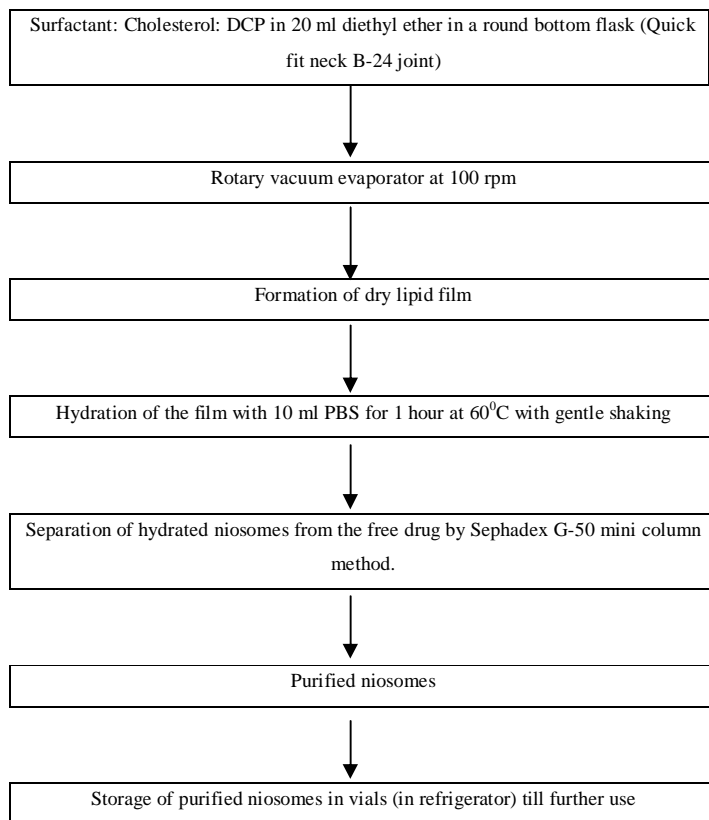 Surfactant: Cholesterol: DCP in 20 ml diethyl ether in a round bottom flask (Quick
fit neck B-24 joint)
Rotary vacuum evaporator at 100 rpm
Formation of dry lipid film
Hydration of the film with 10 ml PBS for 1 hour at 60⁰C with gentle shaking
Separation of hydrated niosomes from the free drug by Sephadex G-50 mini column
method.
Purified niosomes
Storage of purified niosomes in vials (in refrigerator) till further use